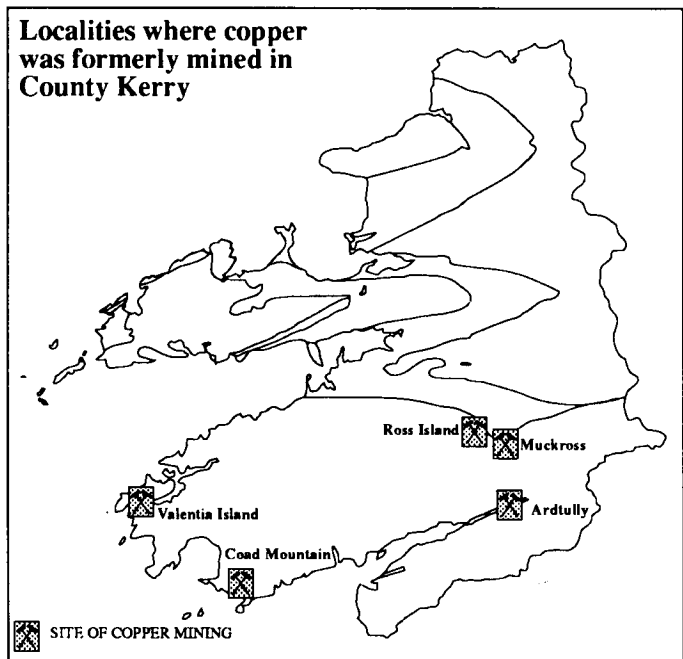 Localities where copper
was formerly mined in
County Kerry
Ross Island
Muckross
Valentia Island
Ardtully
Coad Mountain
SITE OF COPPER MINING